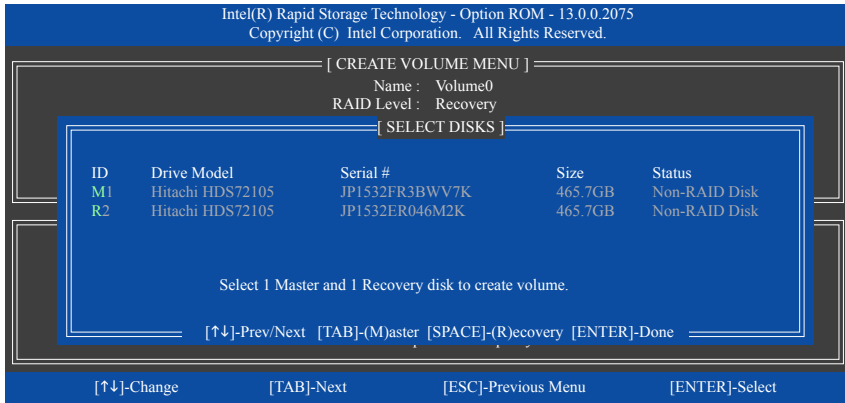 Intel(R) Rapid Storage Technology - Option ROM - 13.0.0.2075
Copyright (C) Intel Corporation. All Rights Reserved.
[ CREATE VOLUME MENU ]
Name : Volume0
RAID Level : Recovery
[ SELECT DISKS ]
ID Drive Model Serial # Size Status
M1 Hitachi HDS72105 JP1532FR3BWV7K 465.7GB Non-RAID Disk
R2 Hitachi HDS72105 JP1532ER046M2K 465.7GB Non-RAID Disk
Select 1 Master and 1 Recovery disk to create volume.
[↑↓]-Prev/Next [TAB]-(M)aster [SPACE]-(R)ecovery [ENTER]-Done
[↑↓]-Change [TAB]-Next [ESC]-Previous Menu [ENTER]-Select